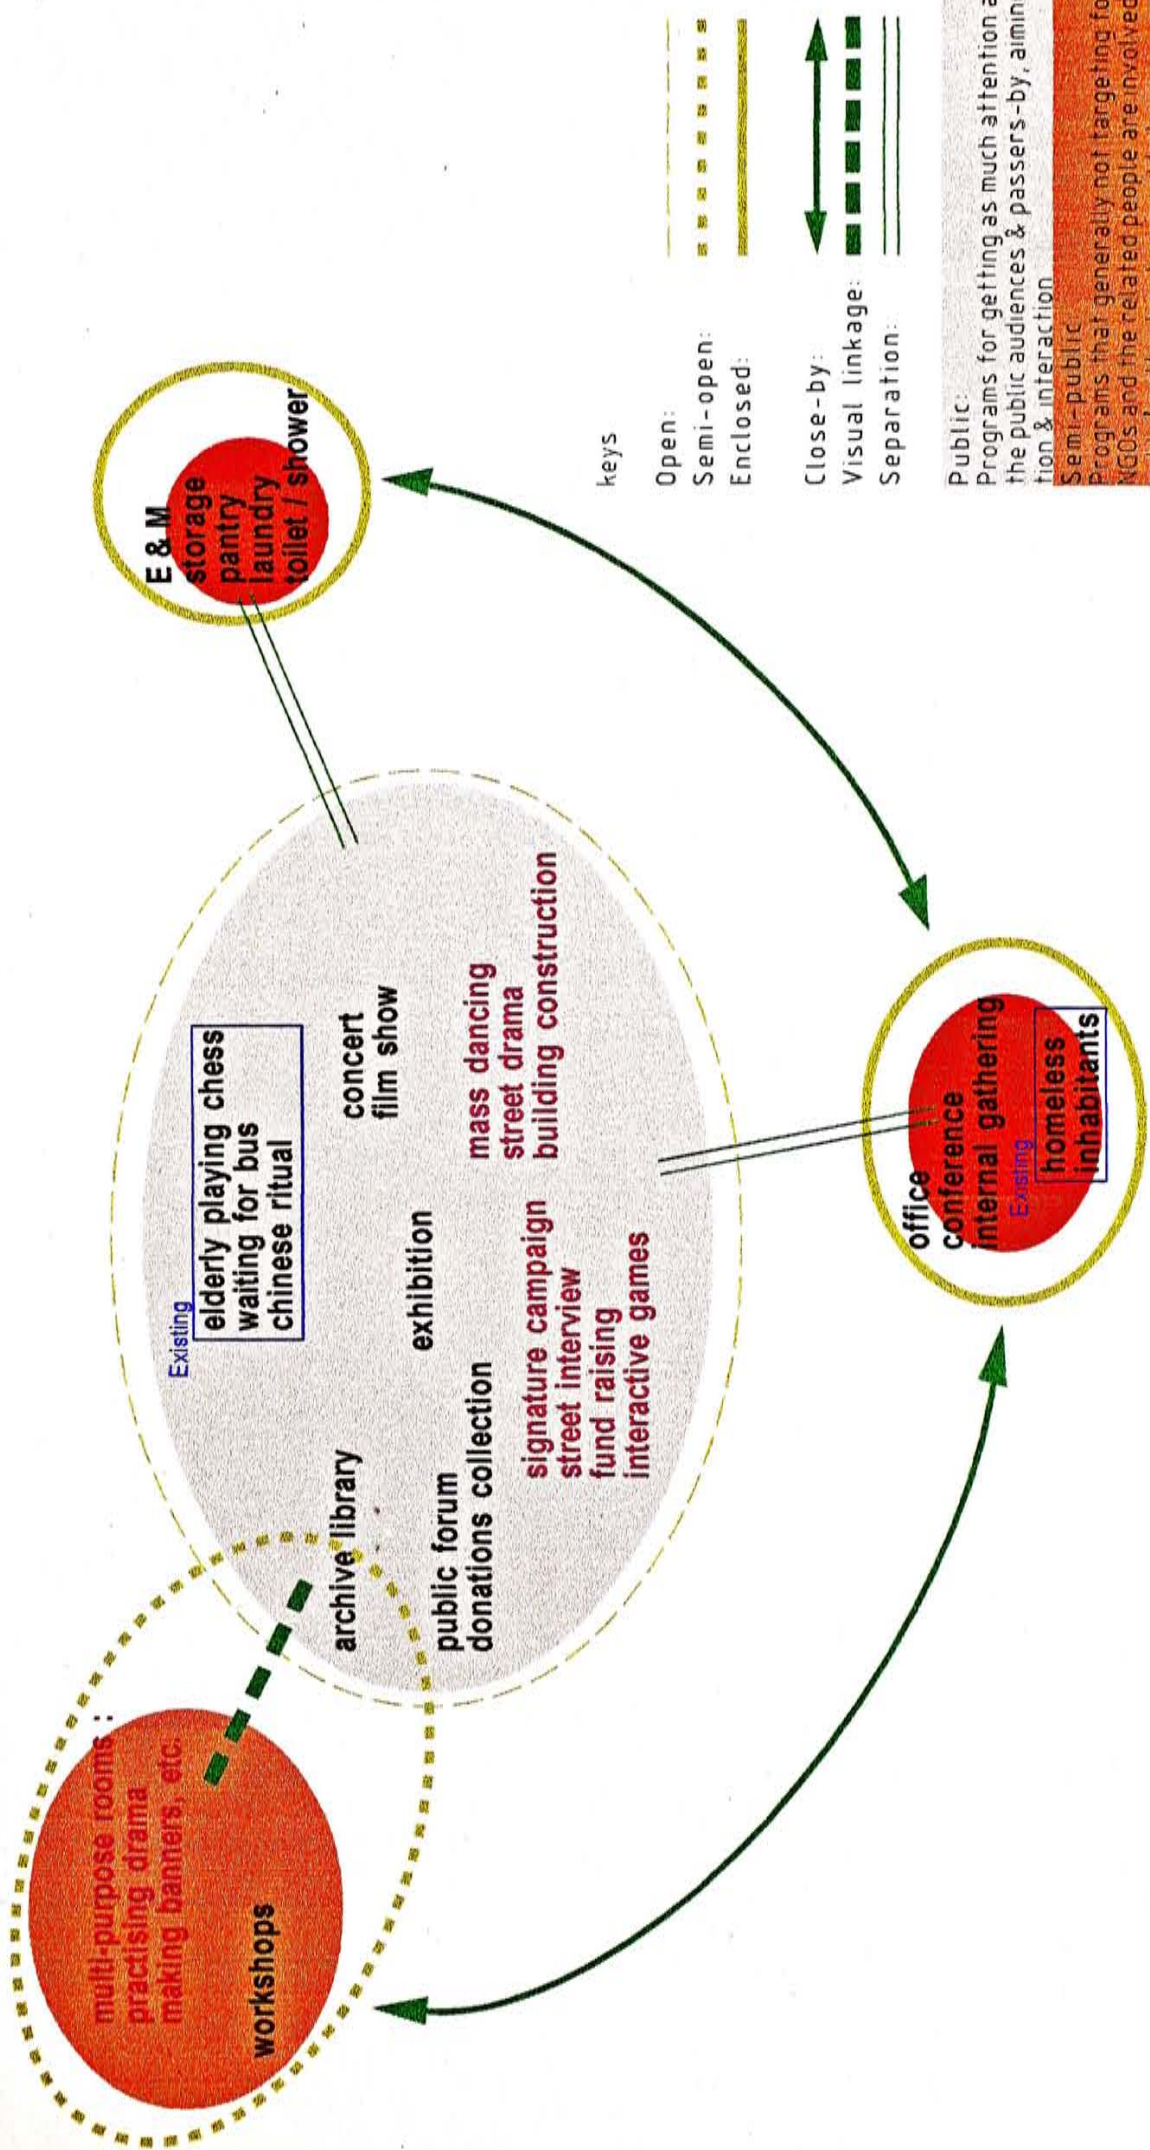 multi-purpose rooms :
practising drama
making banners, etc.
workshops
Existing
elderly playing chess
waiting for bus
chinese ritual
archive library
concert
film show
exhibition
public forum
donations collection
mass dancing
street drama
building construction
signature campaign
street interview
fund raising
interactive games
E & M
storage
pantry
laundry
toilet / shower
office
conference
internal gathering
Existing
homeless
inhabitants
keys
Open:
Semi-open:
Enclosed:
Close-by:
Visual linkage:
Separation:
Public:
Programs for getting as much attention
the public audiences & passers-by,
tion & interaction
Semi-public
Programs that generally not targeting
NGOs and the related people are involved